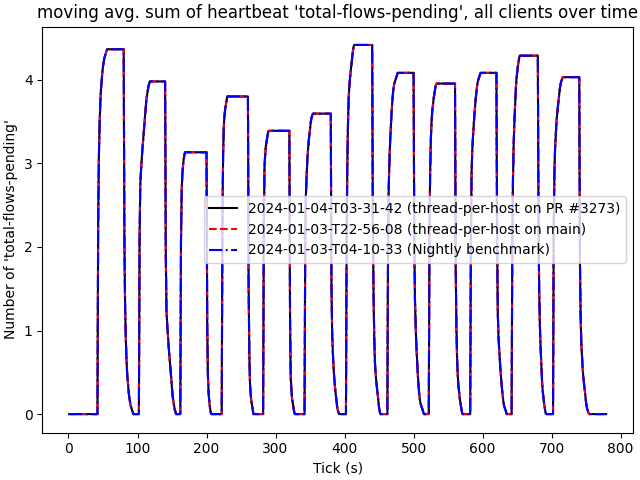 moving avg. sum of heartbeat 'total-flows-pending', all clients over time
Number of 'total-flows-pending'
4
3
2
1
0
2024-01-04-T03-31-42 (thread-per-host on PR #3273)
2024-01-03-T22-56-08 (thread-per-host on main)
2024-01-03-T04-10-33 (Nightly benchmark)
0 100 200 300 400 500 600 700 800
Tick (s)